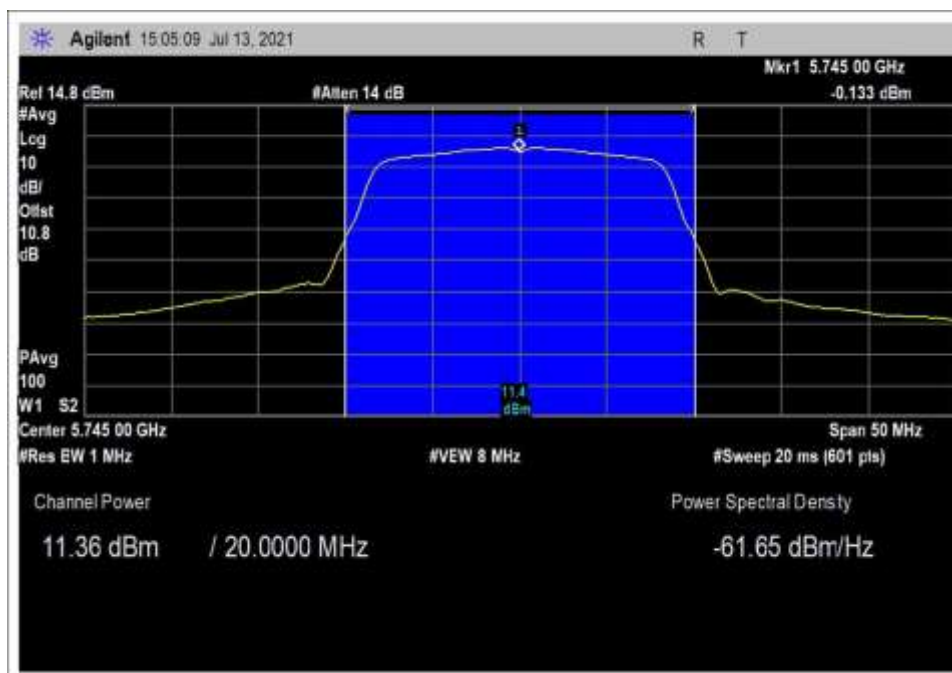 Agilent 15:05:09 Jul 13, 2021 R T
Mkr1 5.745 00 GHz
Ref 14.8 dBm #Atten 14 dB -0.133 dBm
#Avg
Log
10
dB/
Offst
10.8
dB
1
PAvg
100
W1 S2
11.4
dBm
Center 5.745 00 GHz Span 50 MHz
#Res BW 1 MHz #VBW 8 MHz #Sweep 20 ms (601 pts)
Channel Power Power Spectral Density
11.36 dBm / 20.0000 MHz -61.65 dBm/Hz